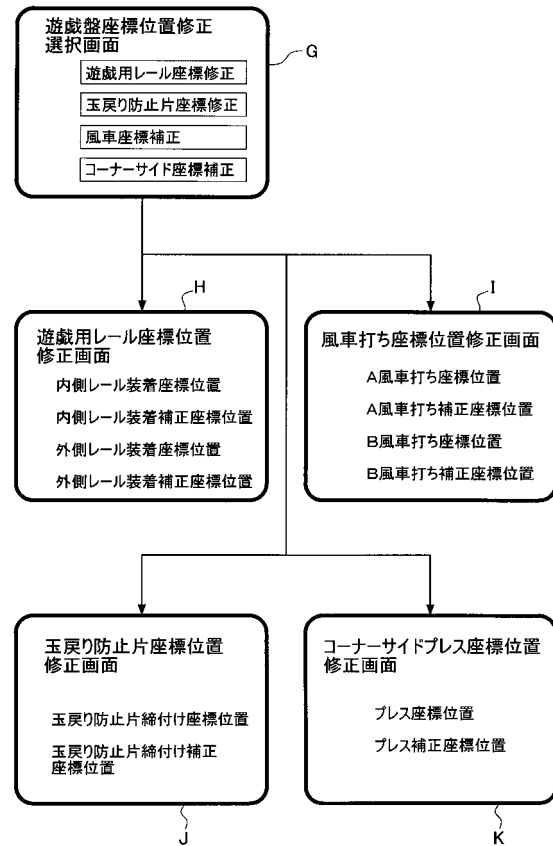 遊戯盤座標位置修正
選択画面
G
遊戯用レール座標修正
玉戻り防止片座標修正
風車座標補正
コーナーサイド座標補正
H
遊戯用レール座標位置
修正画面
内側レール装着座標位置
内側レール装着補正座標位置
外側レール装着座標位置
外側レール装着補正座標位置
I
風車打ち座標位置修正画面
A風車打ち座標位置
A風車打ち補正座標位置
B風車打ち座標位置
B風車打ち補正座標位置
玉戻り防止片座標位置
修正画面
玉戻り防止片締付け座標位置
玉戻り防止片締付け補正
座標位置
J
コーナーサイドプレス座標位置
修正画面
プレス座標位置
プレス補正座標位置
K